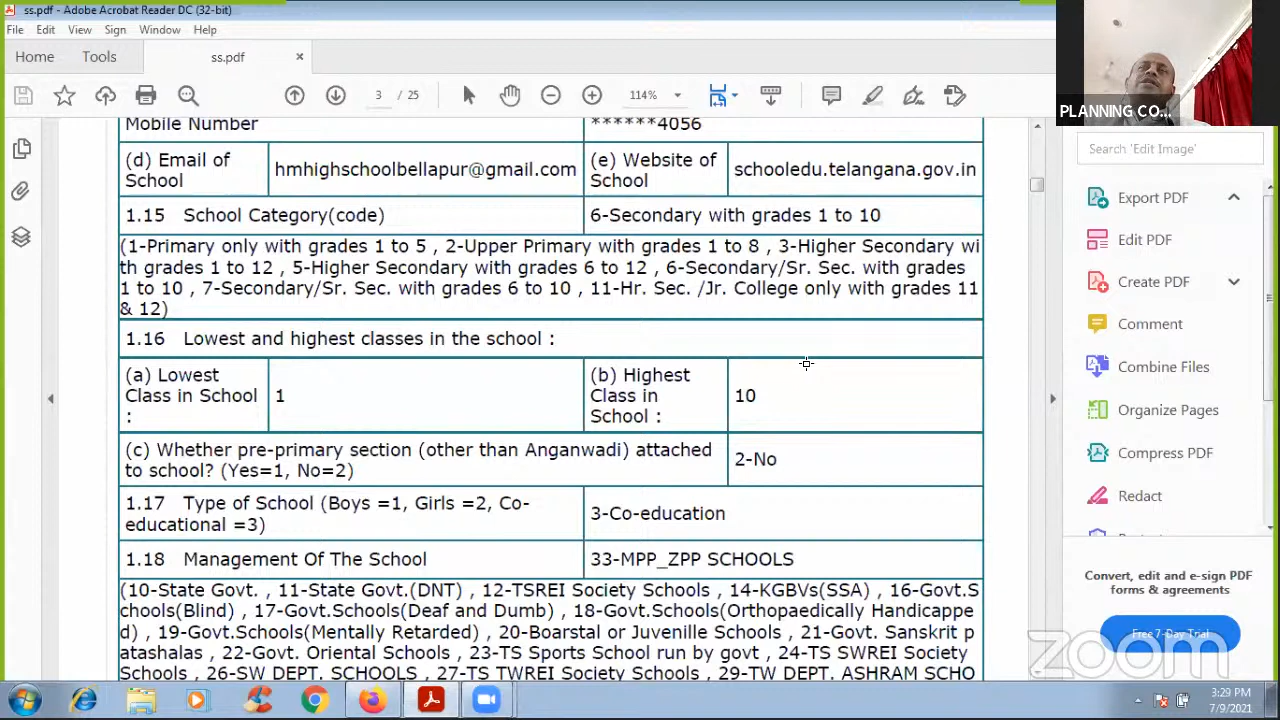 ss.pdf - Adobe Acrobat Reader DC (32-bit)
File Edit View Sign Window Help
Home Tools ss.pdf ×
3 / 25 114%
PLANNING CO...
Mobile Number ******4056
(d) Email of School hmhighschoolbellapur@gmail.com (e) Website of School schooledu.telangana.gov.in
1.15 School Category(code) 6-Secondary with grades 1 to 10
(1-Primary only with grades 1 to 5 , 2-Upper Primary with grades 1 to 8 , 3-Higher Secondary wi
th grades 1 to 12 , 5-Higher Secondary with grades 6 to 12 , 6-Secondary/Sr. Sec. with grades
1 to 10 , 7-Secondary/Sr. Sec. with grades 6 to 10 , 11-Hr. Sec. /Jr. College only with grades 11
& 12)
1.16 Lowest and highest classes in the school :
(a) Lowest Class in School : 1 (b) Highest Class in School : 10
(c) Whether pre-primary section (other than Anganwadi) attached
to school? (Yes=1, No=2) 2-No
1.17 Type of School (Boys =1, Girls =2, Co-
educational =3) 3-Co-education
1.18 Management Of The School 33-MPP_ZPP SCHOOLS
(10-State Govt. , 11-State Govt.(DNT) , 12-TSREI Society Schools , 14-KGBVs(SSA) , 16-Govt.S
chools(Blind) , 17-Govt.Schools(Deaf and Dumb) , 18-Govt.Schools(Orthopaedically Handicappe
d) , 19-Govt.Schools(Mentally Retarded) , 20-Boarstal or Juvenille Schools , 21-Govt. Sanskrit p
atashalas , 22-Govt. Oriental Schools , 23-TS Sports School run by govt , 24-TS SWREI Society
Schools , 26-SW DEPT. SCHOOLS , 27-TS TWREI Society Schools , 29-TW DEPT. ASHRAM SCHO
Search 'Edit Image'
Export PDF
Edit PDF
Create PDF
Comment
Combine Files
Organize Pages
Compress PDF
Redact
Convert, edit and e-sign PDF
forms & agreements
Free 7-Day Trial
zoom
3:29 PM
7/9/2021